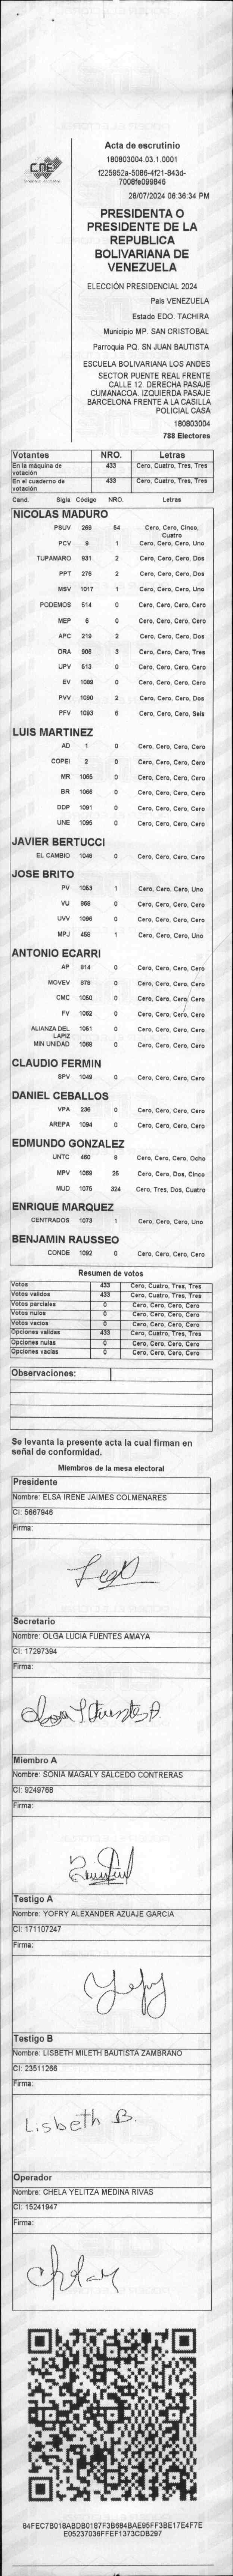 CNE
Acta de escrutinio
180803004.03.1.0001
f225952a-5086-4f21-843d-
7008fe099846
28/07/2024 06:36:34 PM
PRESIDENTA O
PRESIDENTE DE LA
REPUBLICA
BOLIVARIANA DE
VENEZUELA
ELECCIÓN PRESIDENCIAL 2024
País VENEZUELA
Estado EDO. TACHIRA
Municipio MP. SAN CRISTOBAL
Parroquia PQ. SN JUAN BAUTISTA
ESCUELA BOLIVARIANA LOS ANDES
SECTOR PUENTE REAL FRENTE
CALLE 12. DERECHA PASAJE
CUMANACOA. IZQUIERDA PASAJE
BARCELONA FRENTE A LA CASILLA
POLICIAL CASA
180803004
788 Electores
Votantes NRO. Letras
En la máquina de votación 433 Cero, Cuatro, Tres, Tres
En el cuaderno de votación 433 Cero, Cuatro, Tres, Tres
Cand. Sigla Código NRO. Letras
NICOLAS MADURO
PSUV 269 54 Cero, Cero, Cinco, Cuatro
PCV 9 1 Cero, Cero, Cero, Uno
TUPAMARO 931 2 Cero, Cero, Cero, Dos
PPT 276 2 Cero, Cero, Cero, Dos
MSV 1017 1 Cero, Cero, Cero, Uno
PODEMOS 514 0 Cero, Cero, Cero, Cero
MEP 6 0 Cero, Cero, Cero, Cero
APC 219 2 Cero, Cero, Cero, Dos
ORA 906 3 Cero, Cero, Cero, Tres
UPV 513 0 Cero, Cero, Cero, Cero
EV 1089 0 Cero, Cero, Cero, Cero
PVV 1090 2 Cero, Cero, Cero, Dos
PFV 1093 6 Cero, Cero, Cero, Seis
LUIS MARTINEZ
AD 1 0 Cero, Cero, Cero, Cero
COPEI 2 0 Cero, Cero, Cero, Cero
MR 1065 0 Cero, Cero, Cero, Cero
BR 1066 0 Cero, Cero, Cero, Cero
DDP 1091 0 Cero, Cero, Cero, Cero
UNE 1095 0 Cero, Cero, Cero, Cero
JAVIER BERTUCCI
EL CAMBIO 1048 0 Cero, Cero, Cero, Cero
JOSE BRITO
PV 1053 1 Cero, Cero, Cero, Uno
VU 868 0 Cero, Cero, Cero, Cero
UVV 1096 0 Cero, Cero, Cero, Cero
MPJ 459 1 Cero, Cero, Cero, Uno
ANTONIO ECARRI
AP 814 0 Cero, Cero, Cero, Cero
MOVEV 878 0 Cero, Cero, Cero, Cero
CMC 1050 0 Cero, Cero, Cero, Cero
FV 1062 0 Cero, Cero, Cero, Cero
ALIANZA DEL LAPIZ 1051 0 Cero, Cero, Cero, Cero
MIN UNIDAD 1088 0 Cero, Cero, Cero, Cero
CLAUDIO FERMIN
SPV 1049 0 Cero, Cero, Cero, Cero
DANIEL CEBALLOS
VPA 236 0 Cero, Cero, Cero, Cero
AREPA 1094 0 Cero, Cero, Cero, Cero
EDMUNDO GONZALEZ
UNTC 460 8 Cero, Cero, Cero, Ocho
MPV 1069 25 Cero, Cero, Dos, Cinco
MUD 1075 324 Cero, Tres, Dos, Cuatro
ENRIQUE MARQUEZ
CENTRADOS 1073 1 Cero, Cero, Cero, Uno
BENJAMIN RAUSSEO
CONDE 1092 0 Cero, Cero, Cero, Cero
Resumen de votos
Votos 433 Cero, Cuatro, Tres, Tres
Votos validos 433 Cero, Cuatro, Tres, Tres
Votos parciales 0 Cero, Cero, Cero, Cero
Votos nulos 0 Cero, Cero, Cero, Cero
Votos vacios 0 Cero, Cero, Cero, Cero
Opciones validas 433 Cero, Cuatro, Tres, Tres
Opciones nulas 0 Cero, Cero, Cero, Cero
Opciones vacias 0 Cero, Cero, Cero, Cero
Observaciones:
Se levanta la presente acta la cual firman en
señal de conformidad.
Miembros de la mesa electoral
Presidente
Nombre: ELSA IRENE JAIMES COLMENARES
CI: 5667946
Firma:
Secretario
Nombre: OLGA LUCIA FUENTES AMAYA
CI: 17297394
Firma:
Olga L Fuentes A
Miembro A
Nombre: SONIA MAGALY SALCEDO CONTRERAS
CI: 9249768
Firma:
Testigo A
Nombre: YOFRY ALEXANDER AZUAJE GARCIA
CI: 171107247
Firma:
Testigo B
Nombre: LISBETH MILETH BAUTISTA ZAMBRANO
CI: 23511266
Firma:
Lisbeth B.
Operador
Nombre: CHELA YELITZA MEDINA RIVAS
CI: 15241947
Firma:
84FEC7B018ABDB0187F3B684BAE95FF3BE17E4F7E
E05237036FFEF1373CDB297